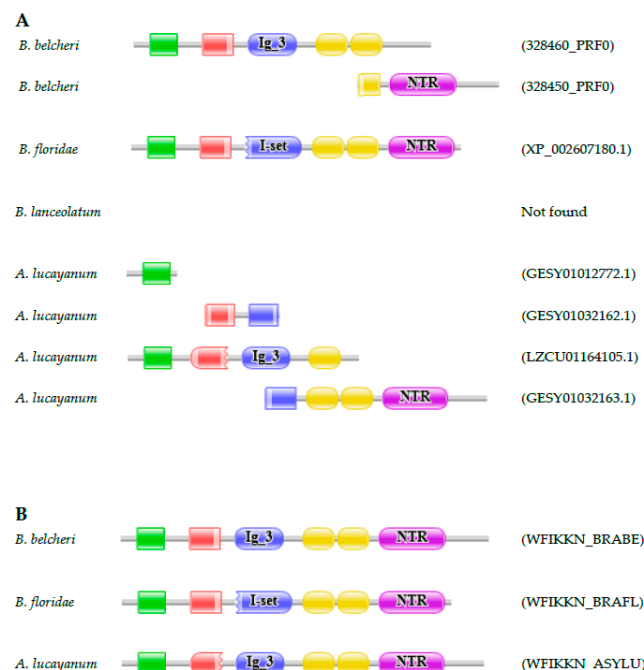 A
B. belcheri Ig_3 (328460_PRF0)
B. belcheri NTR (328450_PRF0)
B. floridae I-set NTR (XP_002607180.1)
B. lanceolatum Not found
A. lucayanum (GESY01012772.1)
A. lucayanum (GESY01032162.1)
A. lucayanum Ig_3 (LZCU01164105.1)
A. lucayanum NTR (GESY01032163.1)
B
B. belcheri Ig_3 NTR (WFIKKN_BRABE)
B. floridae I-set NTR (WFIKKN_BRAFL)
A. lucayanum Ig_3 NTR (WFIKKN_ASYLU)